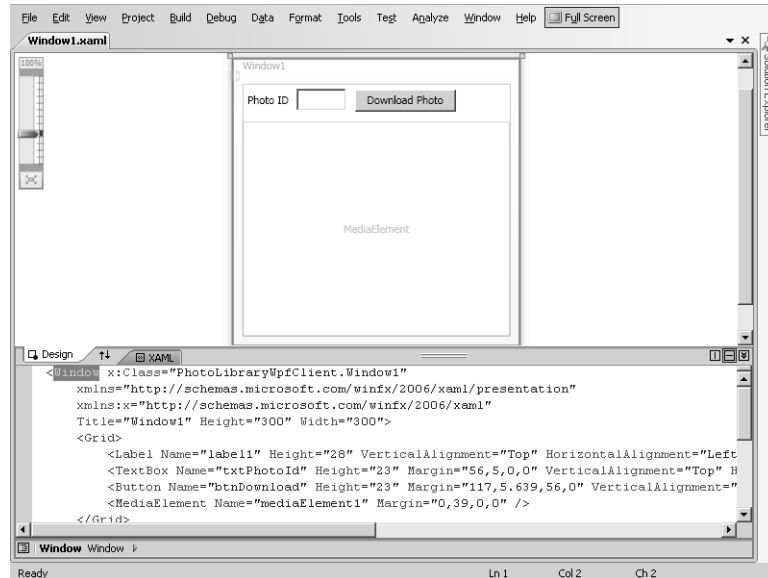 File Edit View Project Build Debug Data Format Tools Test Analyze Window Help Full Screen
Window1.xaml
Solution Explorer
100%
Window1
Photo ID Download Photo
MediaElement
Design XAML
<Window x:Class="PhotoLibraryWpfClient.Window1"
xmlns="http://schemas.microsoft.com/winfx/2006/xaml/presentation"
xmlns:x="http://schemas.microsoft.com/winfx/2006/xaml"
Title="Window1" Height="300" Width="300">
<Grid>
<Label Name="label1" Height="28" VerticalAlignment="Top" HorizontalAlignment="Left
<TextBox Name="txtPhotoId" Height="23" Margin="56,5,0,0" VerticalAlignment="Top" H
<Button Name="btnDownload" Height="23" Margin="117,5.639,56,0" VerticalAlignment="
<MediaElement Name="mediaElement1" Margin="0,39,0,0" />
</Grid>
Window Window
Ready Ln 1 Col 2 Ch 2